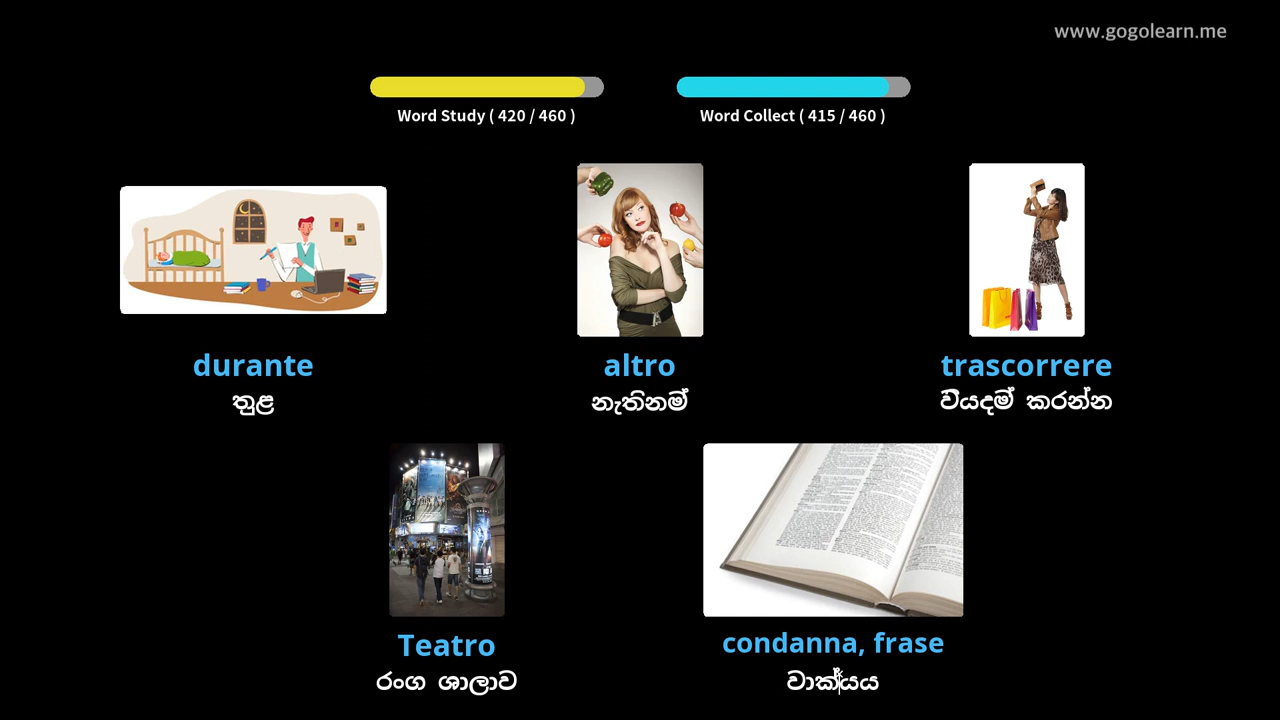 www.gogolearn.me
Word Study ( 420 / 460 )
Word Collect ( 415 / 460 )
durante
තුළ
altro
නැතිනම්
trascorrere
වියදම් කරන්න
Teatro
රංග ශාලාව
condanna, frase
වාක්‍යය